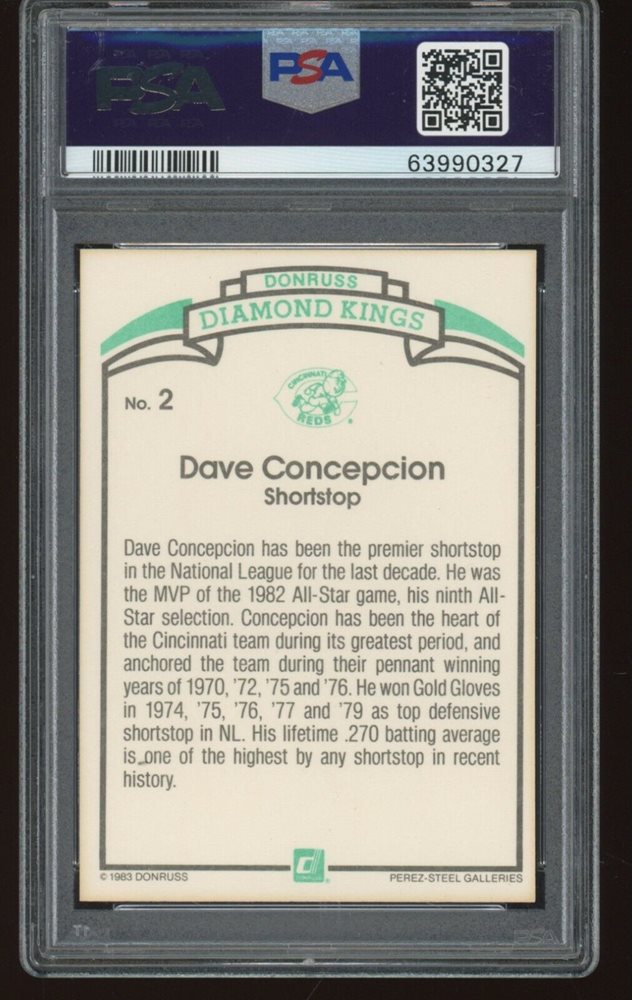 PSA
PSA
63990327
DONRUSS
DIAMOND KINGS
No. 2
CINCINNATI
REDS
Dave Concepcion
Shortstop
Dave Concepcion has been the premier shortstop
in the National League for the last decade. He was
the MVP of the 1982 All-Star game, his ninth All-
Star selection. Concepcion has been the heart of
the Cincinnati team during its greatest period, and
anchored the team during their pennant winning
years of 1970, '72, '75 and '76. He won Gold Gloves
in 1974, '75, '76, '77 and '79 as top defensive
shortstop in NL. His lifetime .270 batting average
is one of the highest by any shortstop in recent
history.
© 1983 DONRUSS
PEREZ-STEEL GALLERIES
PSA